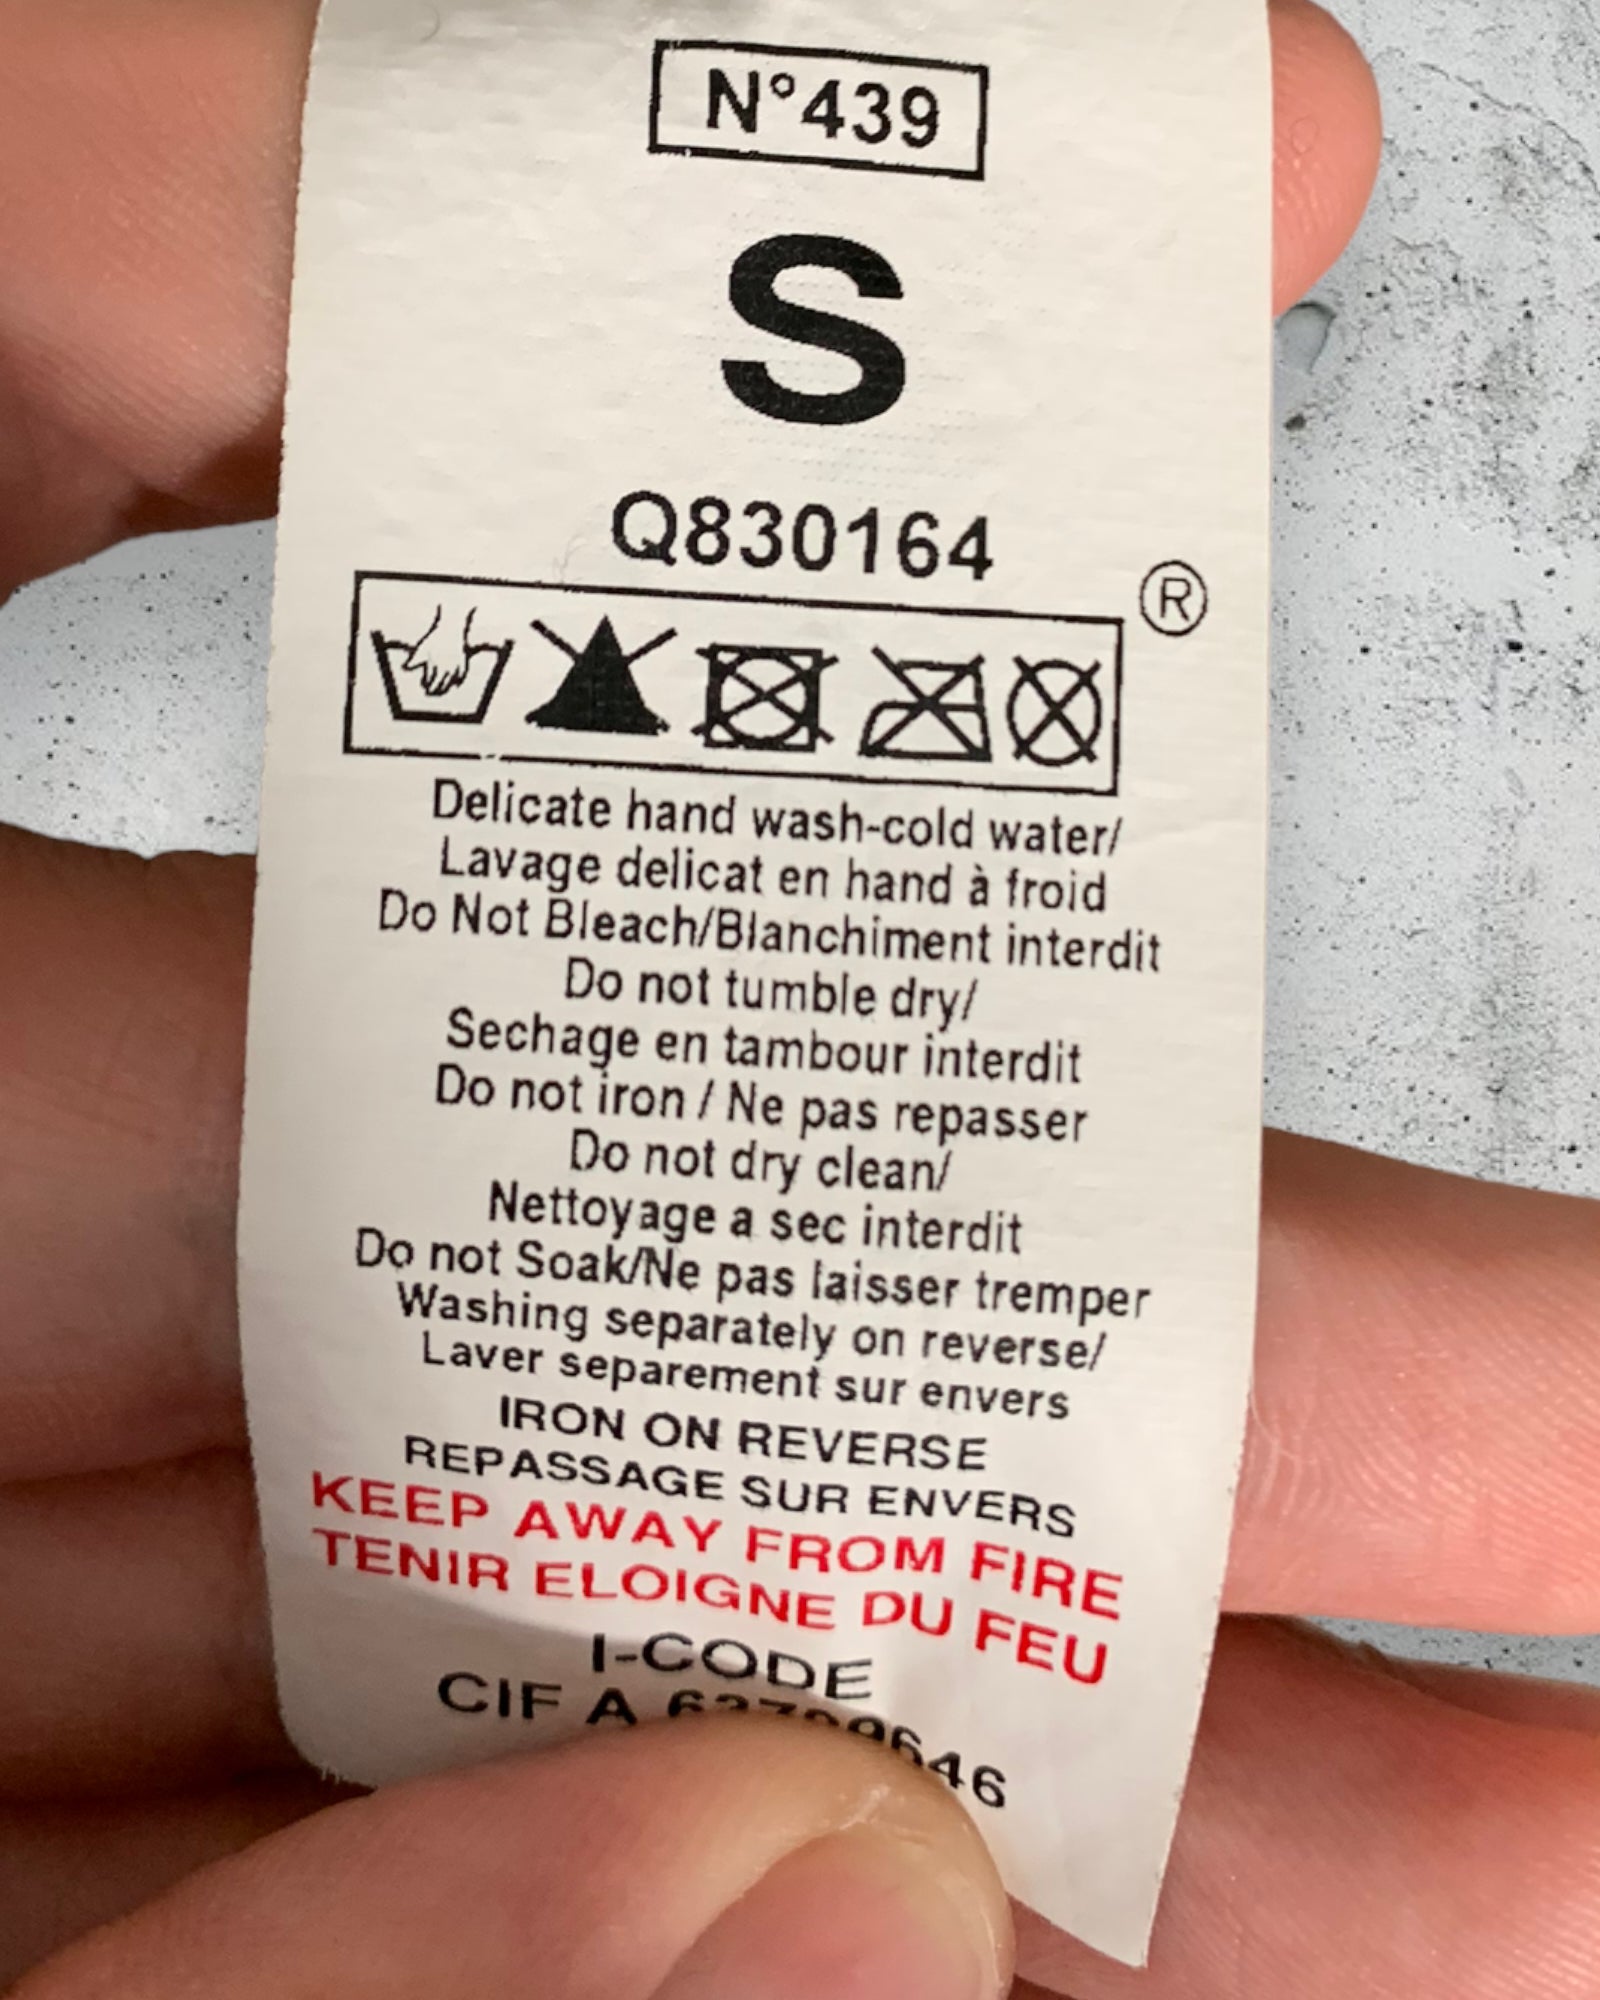 N°439
S
Q830164
®
Delicate hand wash-cold water/
Lavage delicat en hand à froid
Do Not Bleach/Blanchiment interdit
Do not tumble dry/
Sechage en tambour interdit
Do not iron / Ne pas repasser
Do not dry clean/
Nettoyage a sec interdit
Do not Soak/Ne pas laisser tremper
Washing separately on reverse/
Laver separement sur envers
IRON ON REVERSE
REPASSAGE SUR ENVERS
KEEP AWAY FROM FIRE
TENIR ELOIGNE DU FEU
I-CODE
CIF A